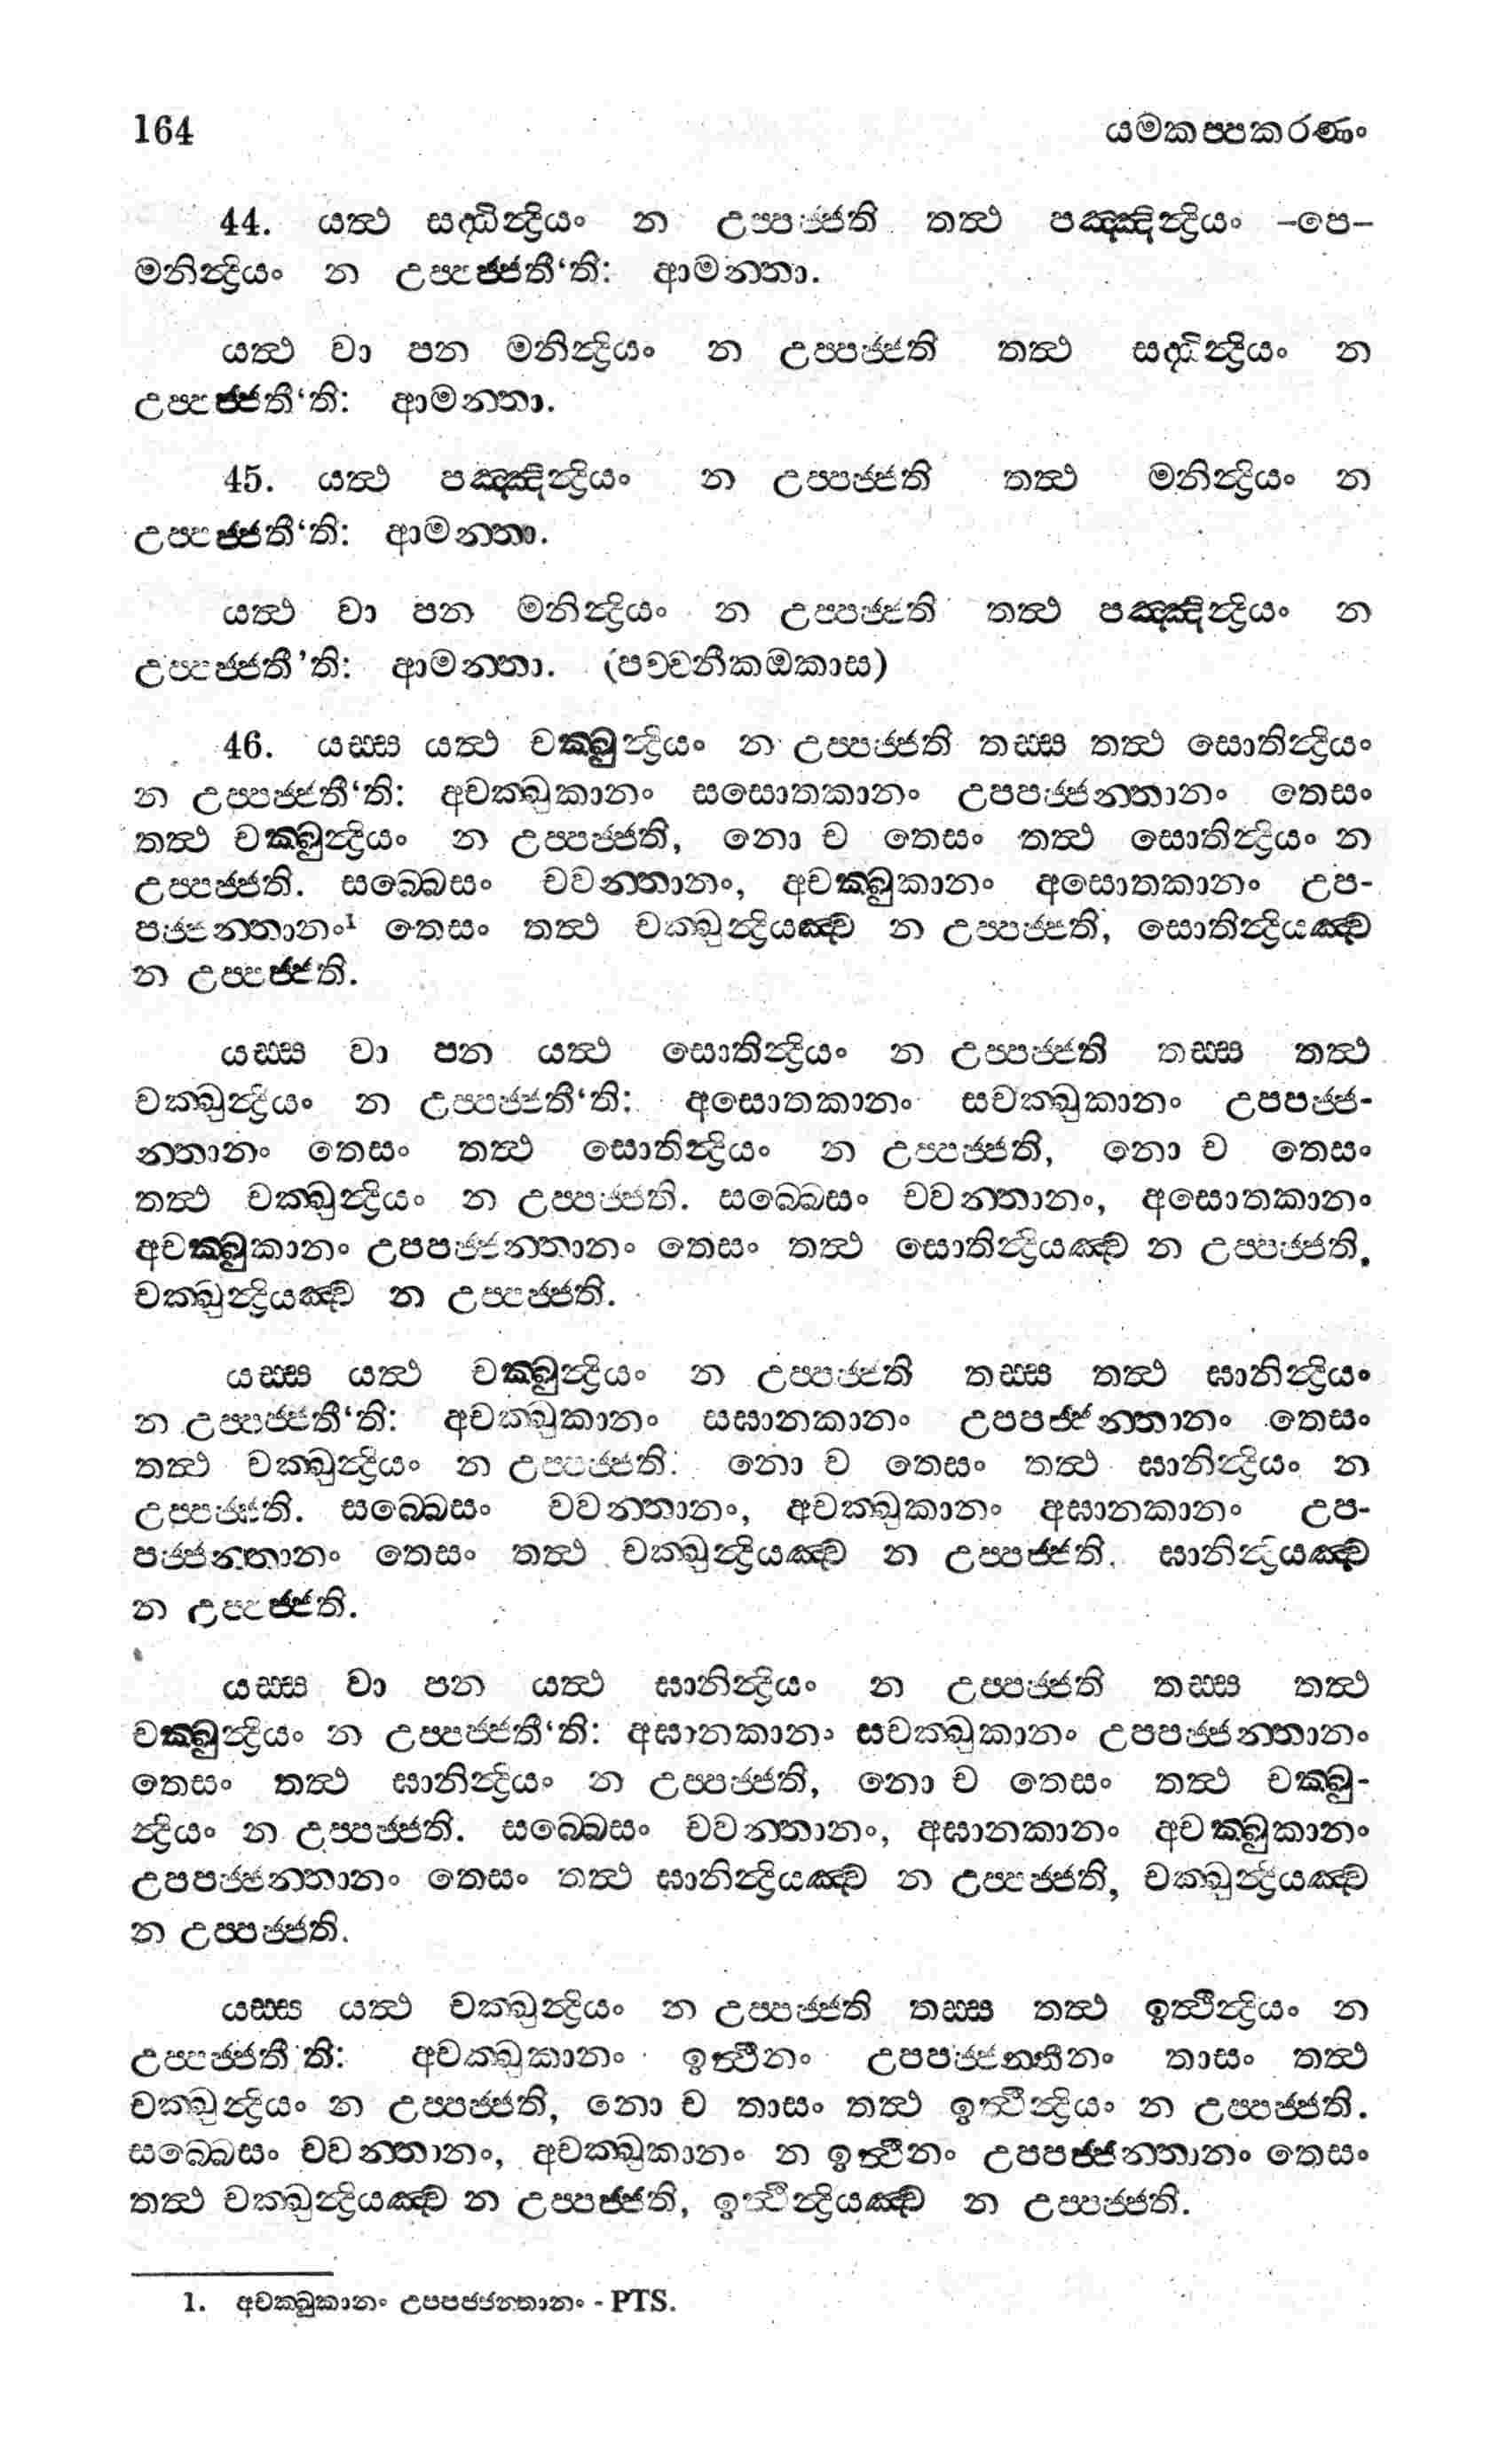 164 යමකප්පකරණං
44. යත්ථ සද්ධින්ද්‍රියං න උප්පජ්ජති තත්ථ පඤ්ඤින්ද්‍රියං -පෙ-
මනින්ද්‍රියං න උප්පජ්ජතී‘ති: ආමන්තා.
යත්ථ වා පන මනින්ද්‍රියං න උප්පජ්ජති තත්ථ සද්ධින්ද්‍රියං න
උප්පජ්ජතී‘ති: ආමන්තා.
45. යත්ථ පඤ්ඤින්ද්‍රියං න උප්පජ්ජති තත්ථ මනින්ද්‍රියං න
උප්පජ්ජතී‘ති: ආමන්තා.
යත්ථ වා පන මනින්ද්‍රියං න උප්පජ්ජති තත්ථ පඤ්ඤින්ද්‍රියං න
උප්පජ්ජතී’ති: ආමන්තා. (පච්චනීකඔකාස)
46. යස්ස යත්ථ චක්ඛුන්ද්‍රියං න උප්පජ්ජති තස්ස තත්ථ සොතින්ද්‍රියං
න උප්පජ්ජතී‘ති: අචක්ඛුකානං සසොතකානං උපපජ්ජන්තානං තෙසං
තත්ථ චක්ඛුන්ද්‍රියං න උප්පජ්ජති, නො ච තෙසං තත්ථ සොතින්ද්‍රියං න
උප්පජ්ජති. සබ්බෙසං චවන්තානං, අචක්ඛුකානං අසොතකානං උප-
පජ්ජන්තානං¹ තෙසං තත්ථ චක්ඛුන්ද්‍රියඤ්ච න උප්පජ්ජති, සොතින්ද්‍රියඤ්ච
න උප්පජ්ජති.
යස්ස වා පන යත්ථ සොතින්ද්‍රියං න උප්පජ්ජති තස්ස තත්ථ
චක්ඛුන්ද්‍රියං න උප්පජ්ජතී‘ති: අසොතකානං සචක්ඛුකානං උපපජ්ජ-
න්තානං තෙසං තත්ථ සොතින්ද්‍රියං න උප්පජ්ජති, නො ච තෙසං
තත්ථ චක්ඛුන්ද්‍රියං න උප්පජ්ජති. සබ්බෙසං චවන්තානං, අසොතකානං
අචක්ඛුකානං උපපජ්ජන්තානං තෙසං තත්ථ සොතින්ද්‍රියඤ්ච න උප්පජ්ජති,
චක්ඛුන්ද්‍රියඤ්ච න උප්පජ්ජති.
යස්ස යත්ථ චක්ඛුන්ද්‍රියං න උප්පජ්ජති තස්ස තත්ථ ඝානින්ද්‍රියං
න උප්පජ්ජතී‘ති: අචක්ඛුකානං සඝානකානං උපපජ්ජන්තානං තෙසං
තත්ථ චක්ඛුන්ද්‍රියං න උප්පජ්ජති. නො ච තෙසං තත්ථ ඝානින්ද්‍රියං න
උප්පජ්ජති. සබ්බෙසං චවන්තානං, අචක්ඛුකානං අඝානකානං උප-
පජ්ජන්තානං තෙසං තත්ථ චක්ඛුන්ද්‍රියඤ්ච න උප්පජ්ජති, ඝානින්ද්‍රියඤ්ච
න උප්පජ්ජති.
යස්ස වා පන යත්ථ ඝානින්ද්‍රියං න උප්පජ්ජති තස්ස තත්ථ
චක්ඛුන්ද්‍රියං න උප්පජ්ජතී‘ති: අඝානකානං සචක්ඛුකානං උපපජ්ජන්තානං
තෙසං තත්ථ ඝානින්ද්‍රියං න උප්පජ්ජති, නො ච තෙසං තත්ථ චක්ඛු-
න්ද්‍රියං න උප්පජ්ජති. සබ්බෙසං චවන්තානං, අඝානකානං අචක්ඛුකානං
උපපජ්ජන්තානං තෙසං තත්ථ ඝානින්ද්‍රියඤ්ච න උප්පජ්ජති, චක්ඛුන්ද්‍රියඤ්ච
න උප්පජ්ජති.
යස්ස යත්ථ චක්ඛුන්ද්‍රියං න උප්පජ්ජති තස්ස තත්ථ ඉත්ථින්ද්‍රියං න
උප්පජ්ජතී‘ති: අචක්ඛුකානං ඉත්ථීනං උපපජ්ජන්තීනං තාසං තත්ථ
චක්ඛුන්ද්‍රියං න උප්පජ්ජති, නො ච තාසං තත්ථ ඉත්ථින්ද්‍රියං න උප්පජ්ජති.
සබ්බෙසං චවන්තානං, අචක්ඛුකානං න ඉත්ථීනං උපපජ්ජන්තානං තෙසං
තත්ථ චක්ඛුන්ද්‍රියඤ්ච න උප්පජ්ජති, ඉත්ථින්ද්‍රියඤ්ච න උප්පජ්ජති.
1. අචක්ඛුකානං උපපජ්ජන්තානං - PTS.